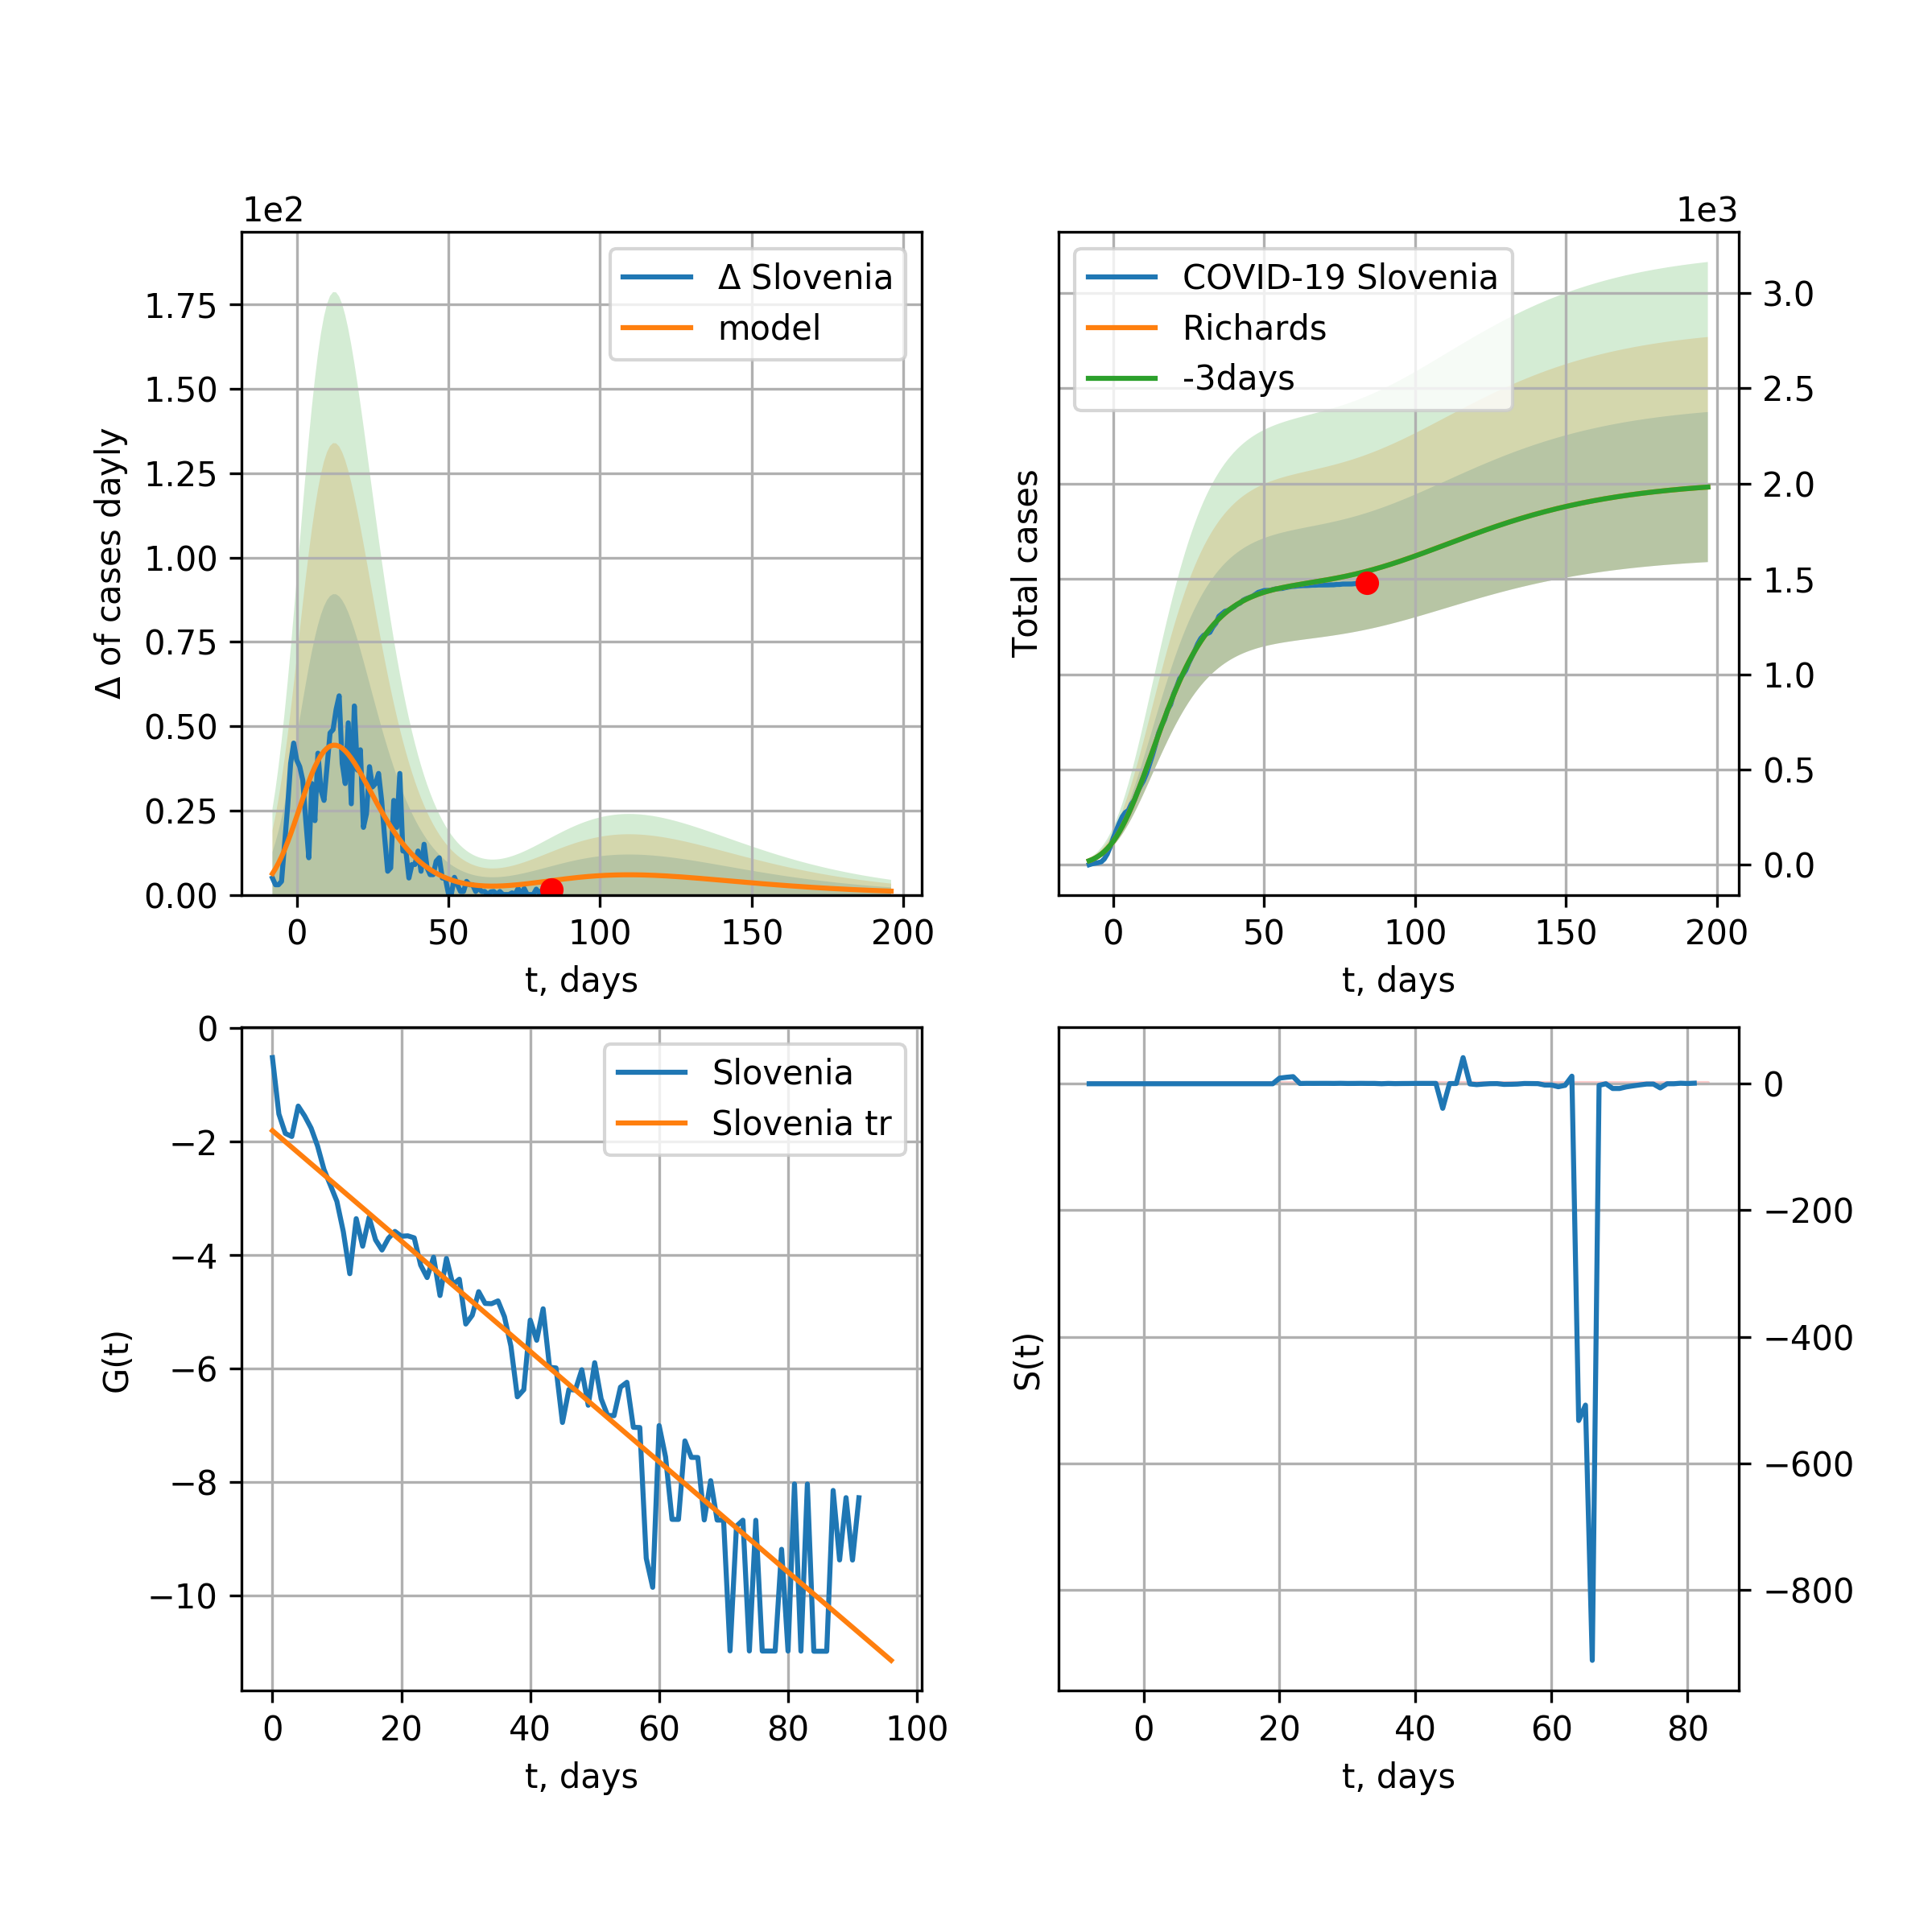 1e2
Δ of cases dayly
1.75
1.50
1.25
1.00
0.75
0.50
0.25
0.00
0 50 100 150 200
t, days
Δ Slovenia
model
1e3
Total cases
COVID-19 Slovenia
Richards
-3days
3.0
2.5
2.0
1.5
1.0
0.5
0.0
0 50 100 150 200
t, days
G(t)
0
−2
−4
−6
−8
−10
0 20 40 60 80 100
t, days
Slovenia
Slovenia tr
S(t)
0
−200
−400
−600
−800
0 20 40 60 80
t, days